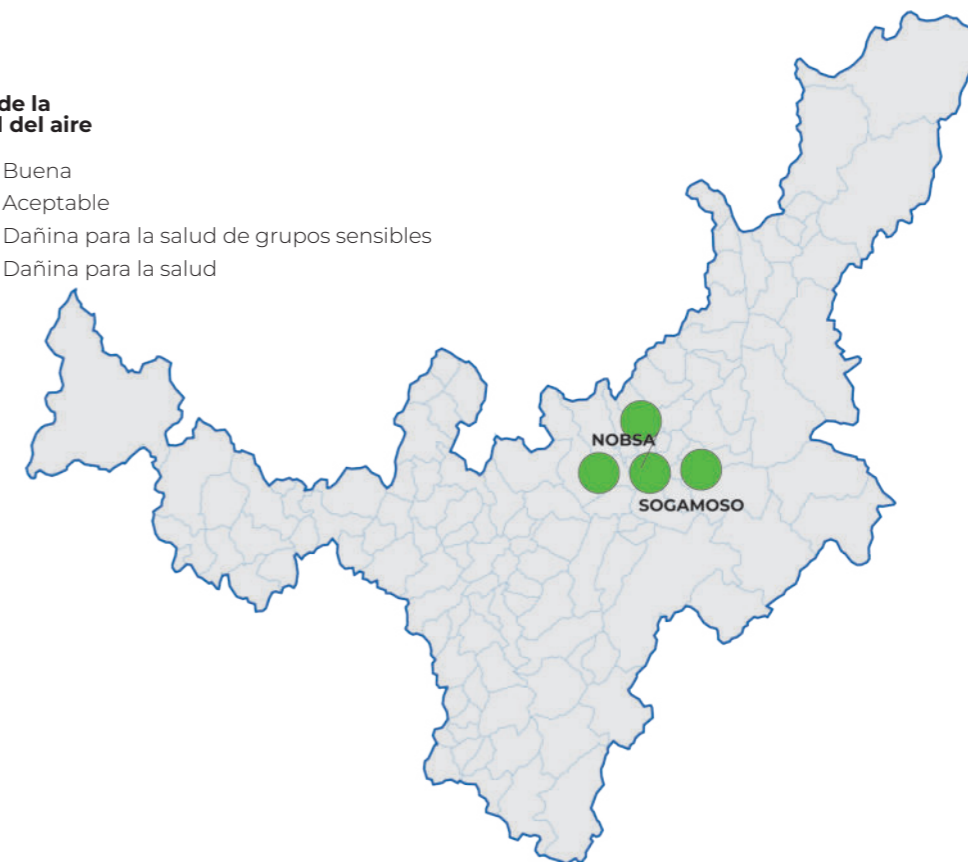 de la
del aire
Buena
Aceptable
Dañina para la salud de grupos sensibles
Dañina para la salud
NOBSA
SOGAMOSO